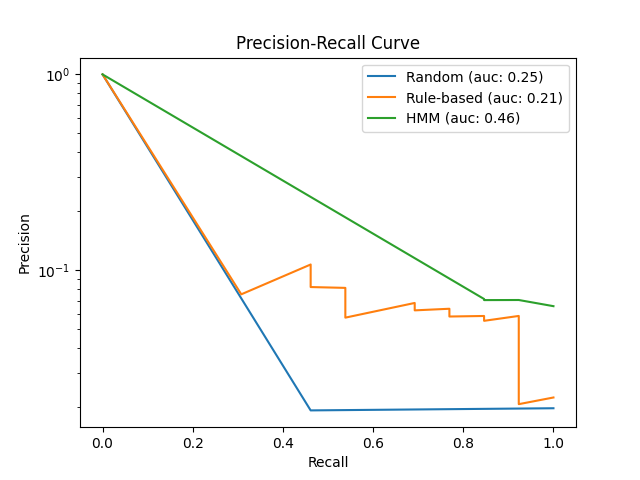 Precision-Recall Curve
Random (auc: 0.25)
Rule-based (auc: 0.21)
HMM (auc: 0.46)
10⁰
10⁻¹
Precision
0.0 0.2 0.4 0.6 0.8 1.0
Recall